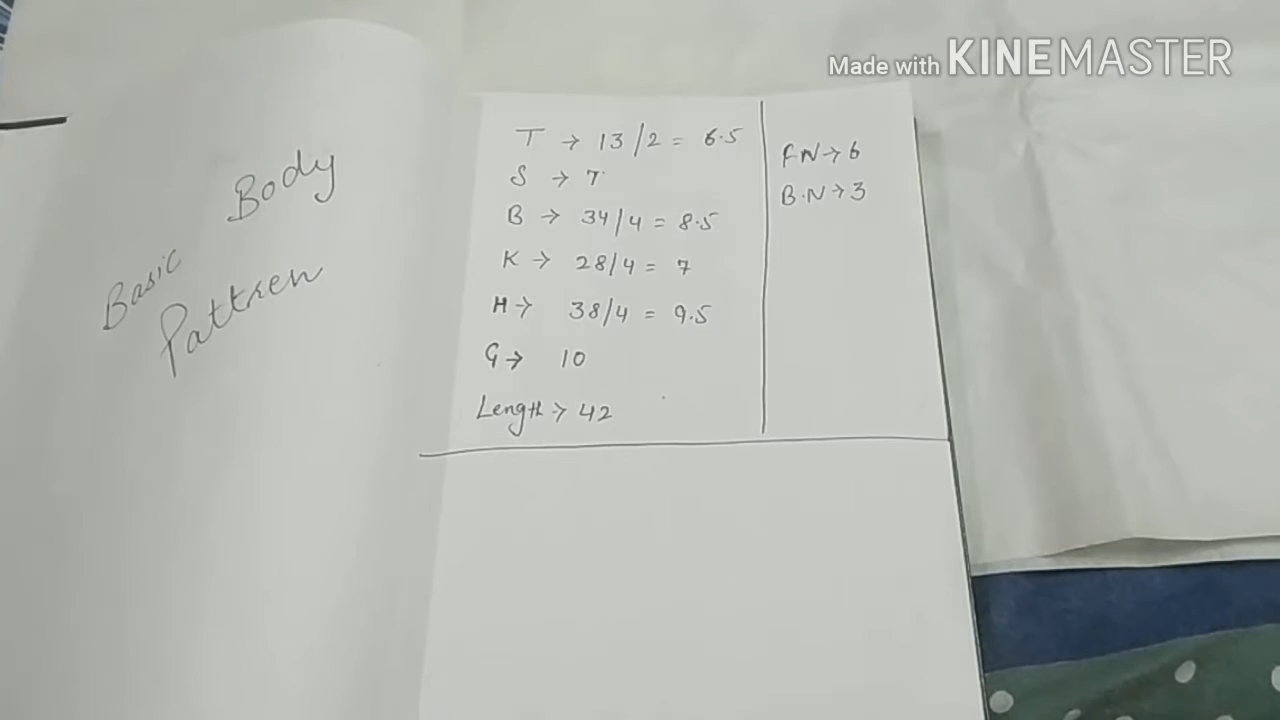 Made with KINEMASTER
Basic Body
Pattren
T → 13/2 = 6.5
S → 7
B → 34/4 = 8.5
K → 28/4 = 7
H → 38/4 = 9.5
G → 10
Length → 42
FN → 6
B.N → 3